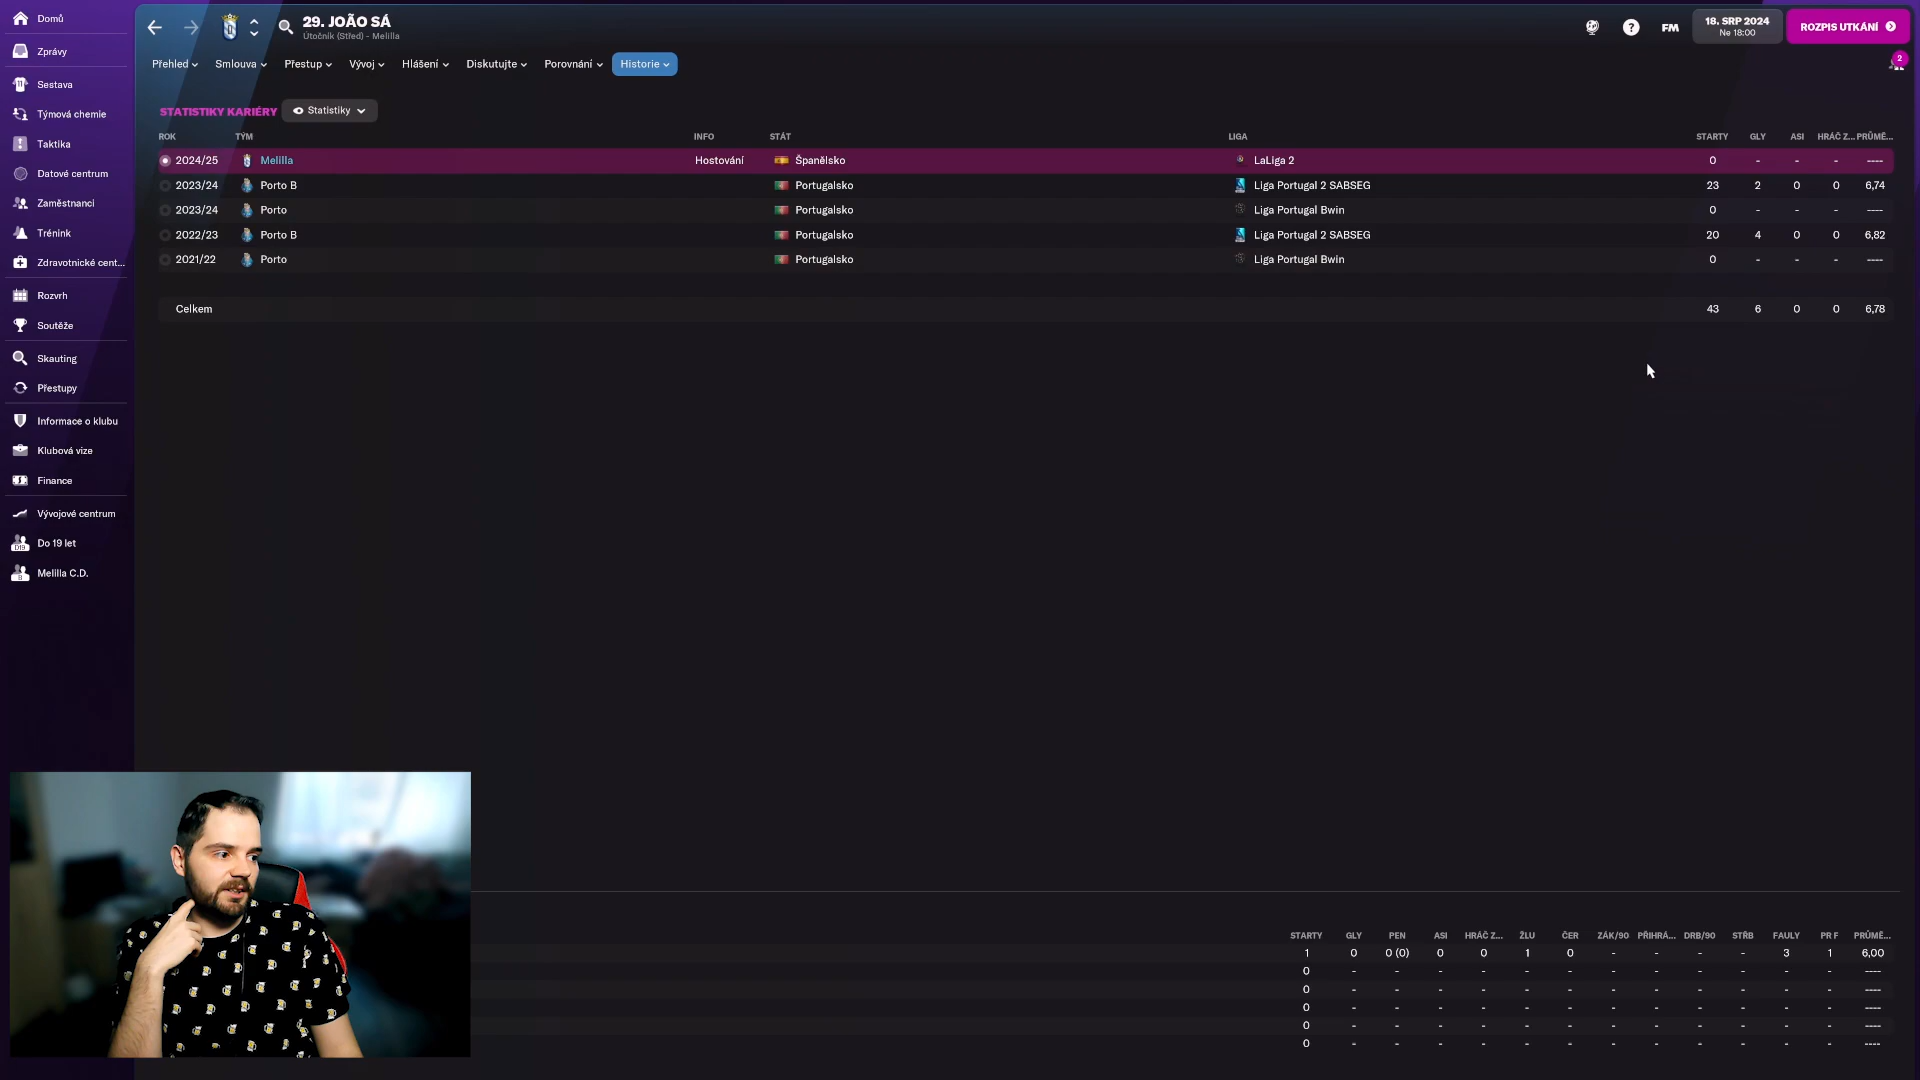 Domů
Zprávy
Sestava
Týmová chemie
Taktika
Datové centrum
Zaměstnanci
Trénink
Zdravotnické cent...
Rozvrh
Soutěže
Skauting
Přestupy
Informace o klubu
Klubová vize
Finance
Vývojové centrum
Do 19 let
Melilla C.D.
29. JOÃO SÁ
Útočník (Střed) - Melilla
FM
18. SRP 2024
Ne 18:00
ROZPIS UTKÁNÍ
2
Přehled Smlouva Přestup Vývoj Hlášení Diskutujte Porovnání Historie
STATISTIKY KARIÉRY Statistiky
ROK TÝM INFO STÁT LIGA STARTY GLY ASI HRÁČ Z... PRŮMĚ...
2024/25 Melilla Hostování Španělsko LaLiga 2 0 - - - ----
2023/24 Porto B Portugalsko Liga Portugal 2 SABSEG 23 2 0 0 6,74
2023/24 Porto Portugalsko Liga Portugal Bwin 0 - - - ----
2022/23 Porto B Portugalsko Liga Portugal 2 SABSEG 20 4 0 0 6,82
2021/22 Porto Portugalsko Liga Portugal Bwin 0 - - - ----
Celkem 43 6 0 0 6,78
STARTY GLY PEN ASI HRÁČ Z... ŽLU ČER ZÁK/90 PŘIHRÁ... DRB/90 STŘB FAULY PR F PRŮMĚ...
1 0 0 (0) 0 0 1 0 - - - - 3 1 6,00
0 - - - - - - - - - - - - ----
0 - - - - - - - - - - - - ----
0 - - - - - - - - - - - - ----
0 - - - - - - - - - - - - ----
0 - - - - - - - - - - - - ----